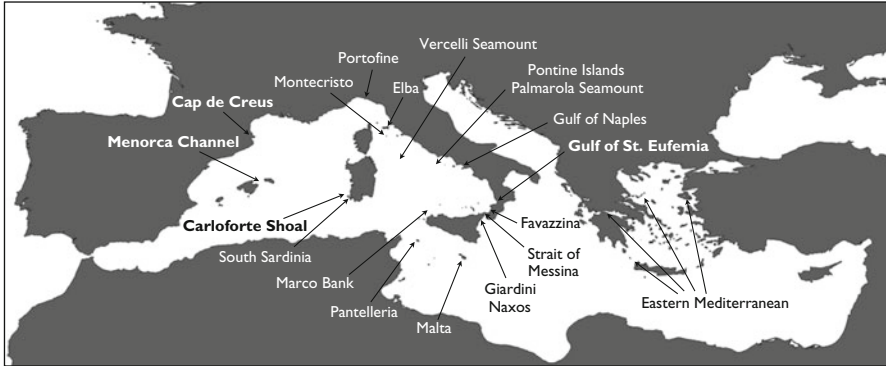 Vercelli Seamount
Portofine
Montecristo
Elba
Pontine Islands
Palmarola Seamount
Cap de Creus
Gulf of Naples
Menorca Channel
Gulf of St. Eufemia
Carloforte Shoal
Favazzina
South Sardinia
Strait of
Messina
Marco Bank
Giardini
Naxos
Eastern Mediterranean
Pantelleria
Malta